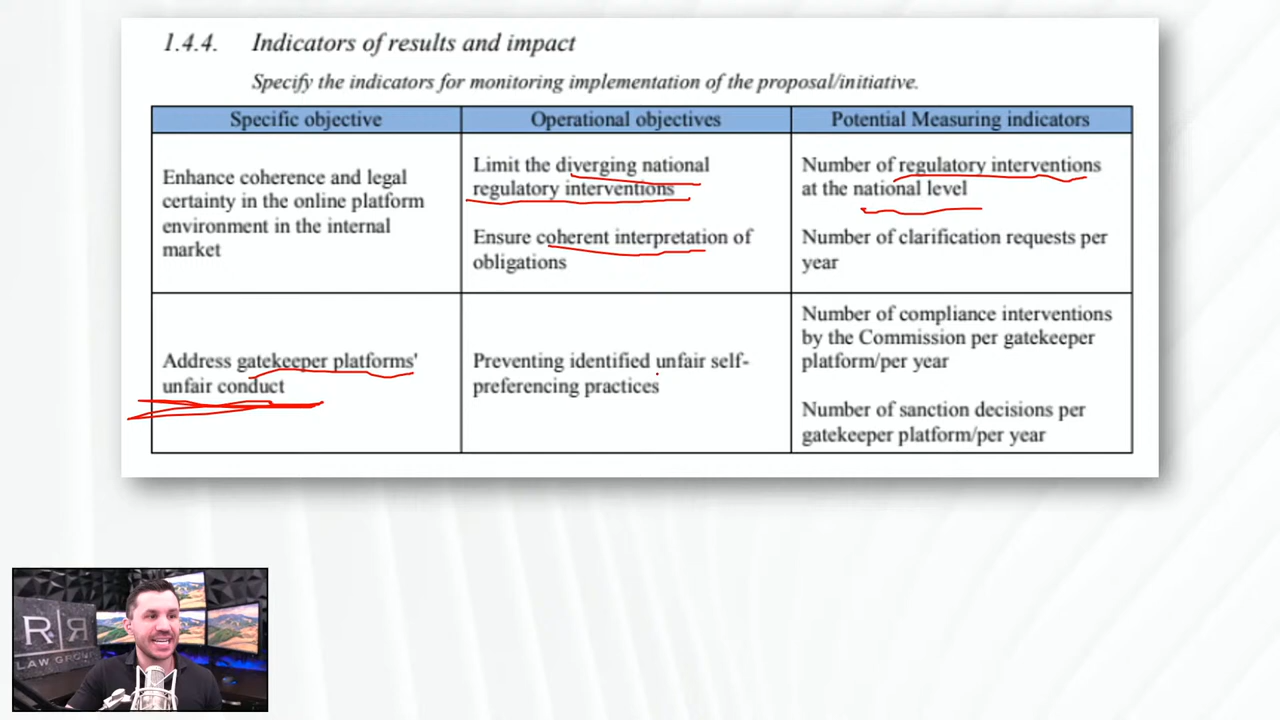 1.4.4. Indicators of results and impact
Specify the indicators for monitoring implementation of the proposal/initiative.
Specific objective
Operational objectives
Potential Measuring indicators
Enhance coherence and legal
certainty in the online platform
environment in the internal
market
Limit the diverging national
regulatory interventions
Ensure coherent interpretation of
obligations
Number of regulatory interventions
at the national level
Number of clarification requests per
year
Address gatekeeper platforms'
unfair conduct
Preventing identified unfair self-
preferencing practices
Number of compliance interventions
by the Commission per gatekeeper
platform/per year
Number of sanction decisions per
gatekeeper platform/per year
R|R
LAW GROUP